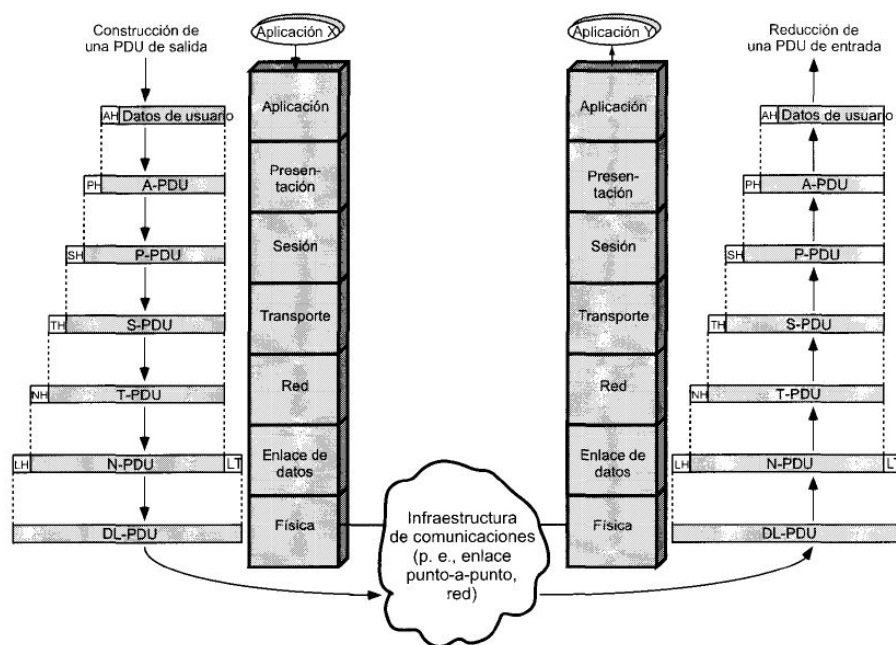 Construcción de
una PDU de salida
Aplicación X
Aplicación Y
Reducción de
una PDU de entrada
AH Datos de usuario
PH A-PDU
SH P-PDU
TH S-PDU
NH T-PDU
LH N-PDU LT
DL-PDU
Aplicación
Presen-
tación
Sesión
Transporte
Red
Enlace de
datos
Física
Infraestructura
de comunicaciones
(p. e., enlace
punto-a-punto,
red)
Aplicación
Presen-
tación
Sesión
Transporte
Red
Enlace de
datos
Física
AH Datos de usuario
PH A-PDU
SH P-PDU
TH S-PDU
NH T-PDU
LH N-PDU LT
DL-PDU